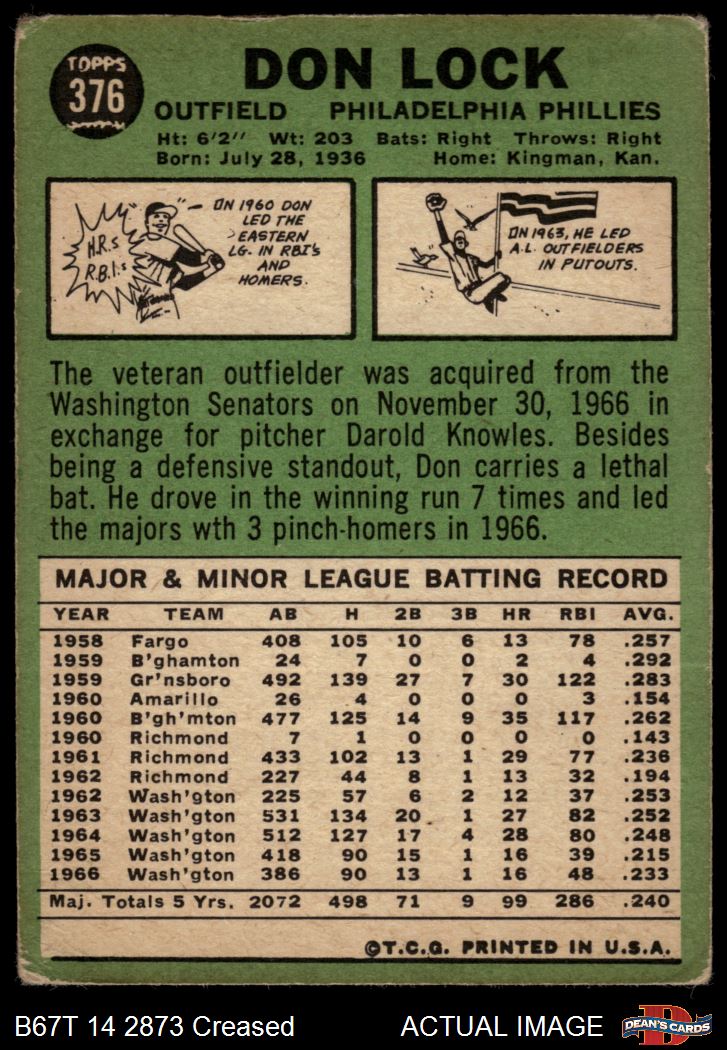 TOPPS
376
DON LOCK
OUTFIELD PHILADELPHIA PHILLIES
Ht: 6'2" Wt: 203 Bats: Right Throws: Right
Born: July 28, 1936 Home: Kingman, Kan.
H.R.s
R.B.I.s
ON 1960 DON
LED THE
EASTERN
LG. IN RBI's
AND
HOMERS.
ON 1963, HE LED
A.L. OUTFIELDERS
IN PUTOUTS.
The veteran outfielder was acquired from the
Washington Senators on November 30, 1966 in
exchange for pitcher Darold Knowles. Besides
being a defensive standout, Don carries a lethal
bat. He drove in the winning run 7 times and led
the majors wth 3 pinch-homers in 1966.
MAJOR & MINOR LEAGUE BATTING RECORD
YEAR TEAM AB H 2B 3B HR RBI AVG.
1958 Fargo 408 105 10 6 13 78 .257
1959 B'ghamton 24 7 0 0 2 4 .292
1959 Gr'nsboro 492 139 27 7 30 122 .283
1960 Amarillo 26 4 0 0 0 3 .154
1960 B'gh'mton 477 125 14 9 35 117 .262
1960 Richmond 7 1 0 0 0 0 .143
1961 Richmond 433 102 13 1 29 77 .236
1962 Richmond 227 44 8 1 13 32 .194
1962 Wash'gton 225 57 6 2 12 37 .253
1963 Wash'gton 531 134 20 1 27 82 .252
1964 Wash'gton 512 127 17 4 28 80 .248
1965 Wash'gton 418 90 15 1 16 39 .215
1966 Wash'gton 386 90 13 1 16 48 .233
Maj. Totals 5 Yrs. 2072 498 71 9 99 286 .240
©T.C.G. PRINTED IN U.S.A.
B67T 14 2873 Creased ACTUAL IMAGE
D
DEAN'S CARDS